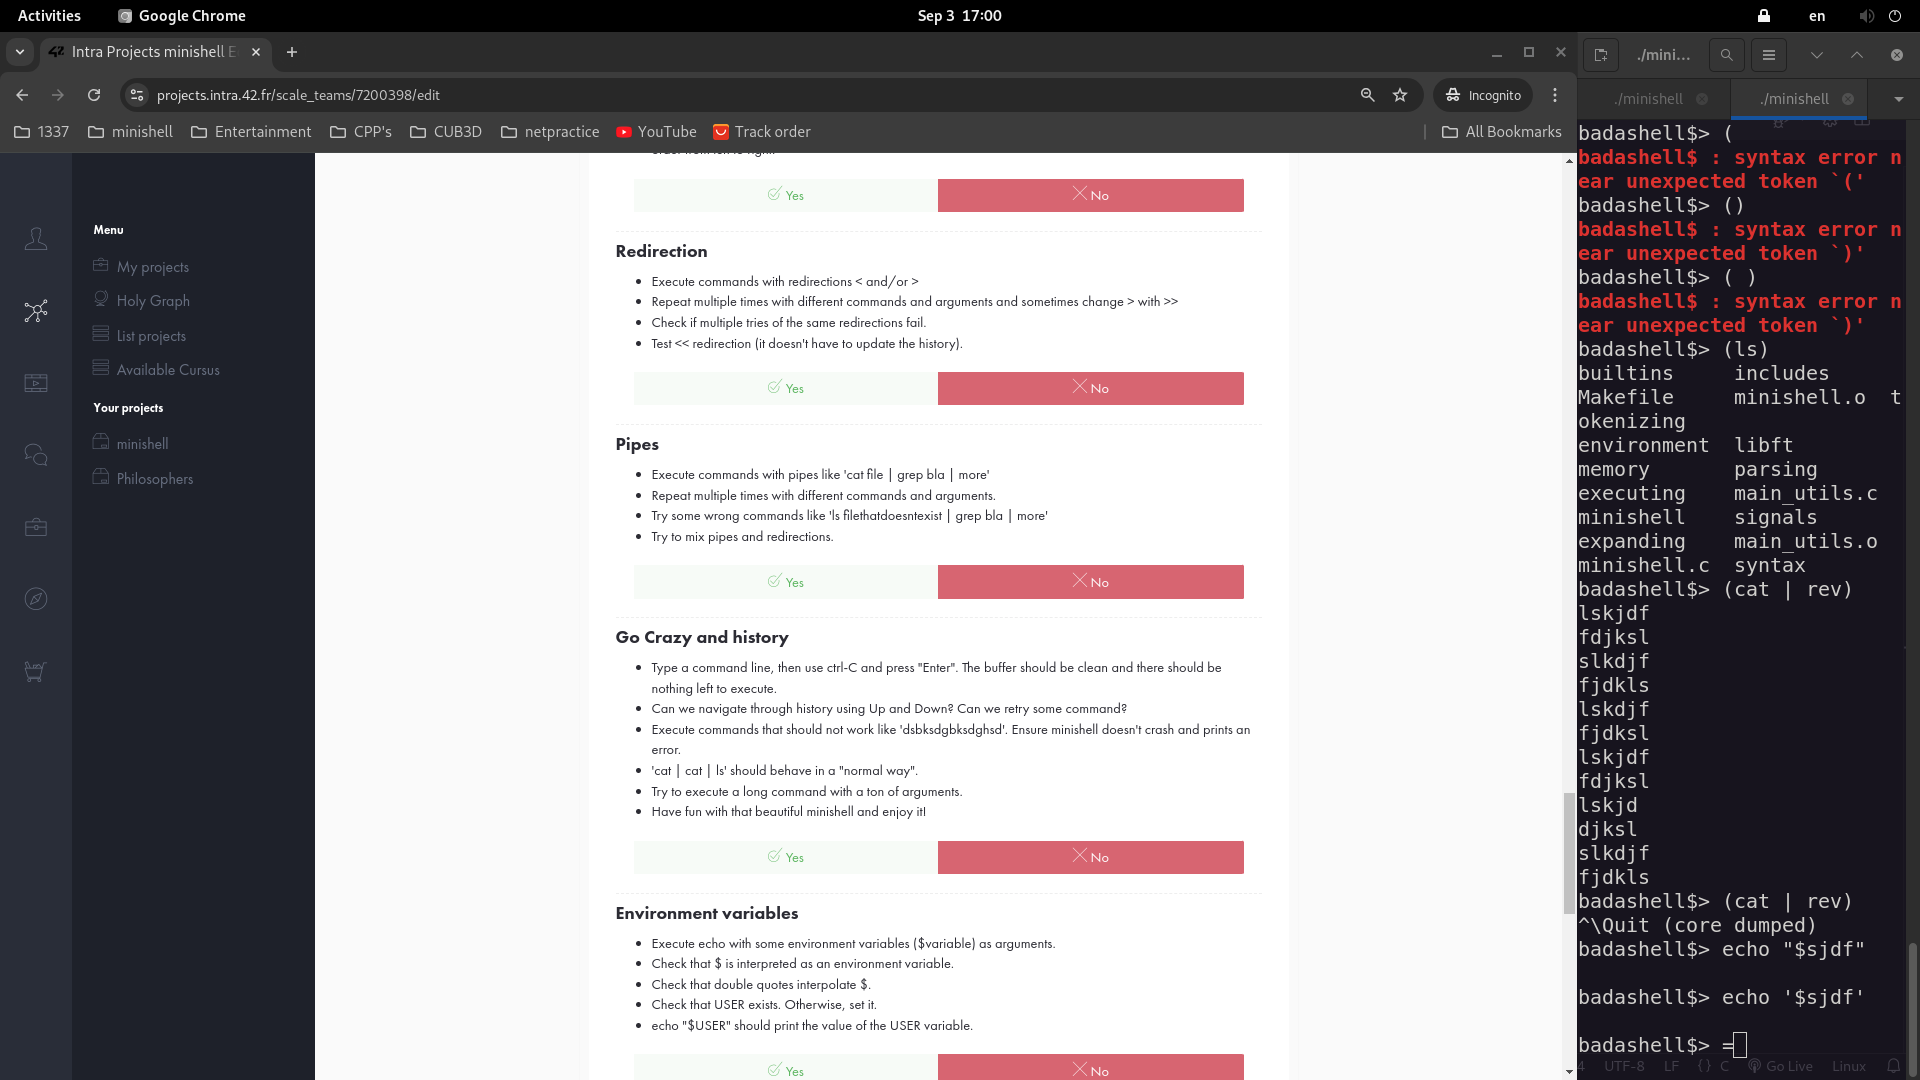 Activities
Google Chrome
Sep 3 17:00
en
Intra Projects minishell E
projects.intra.42.fr/scale_teams/7200398/edit
Incognito
1337
minishell
Entertainment
CPP's
CUB3D
netpractice
YouTube
Track order
All Bookmarks
Menu
My projects
Holy Graph
List projects
Available Cursus
Your projects
minishell
Philosophers
Yes
No
Redirection
Execute commands with redirections < and/or >
Repeat multiple times with different commands and arguments and sometimes change > with >>
Check if multiple tries of the same redirections fail.
Test << redirection (it doesn't have to update the history).
Yes
No
Pipes
Execute commands with pipes like 'cat file | grep bla | more'
Repeat multiple times with different commands and arguments.
Try some wrong commands like 'ls filethatdoesntexist | grep bla | more'
Try to mix pipes and redirections.
Yes
No
Go Crazy and history
Type a command line, then use ctrl-C and press "Enter". The buffer should be clean and there should be
nothing left to execute.
Can we navigate through history using Up and Down? Can we retry some command?
Execute commands that should not work like 'dsbksdgbksdghsd'. Ensure minishell doesn't crash and prints an
error.
'cat | cat | ls' should behave in a "normal way".
Try to execute a long command with a ton of arguments.
Have fun with that beautiful minishell and enjoy it!
Yes
No
Environment variables
Execute echo with some environment variables ($variable) as arguments.
Check that $ is interpreted as an environment variable.
Check that double quotes interpolate $.
Check that USER exists. Otherwise, set it.
echo "$USER" should print the value of the USER variable.
Yes
No
./mini...
./minishell
./minishell
badashell$> (
badashell$ : syntax error n
ear unexpected token `('
badashell$> ()
badashell$ : syntax error n
ear unexpected token `)'
badashell$> ( )
badashell$ : syntax error n
ear unexpected token `)'
badashell$> (ls)
builtins     includes
Makefile     minishell.o  t
okenizing
environment  libft
memory       parsing
executing    main_utils.c
minishell    signals
expanding    main_utils.o
minishell.c  syntax
badashell$> (cat | rev)
lskjdf
fdjksl
slkdjf
fjdkls
lskdjf
fjdksl
lskjdf
fdjksl
lskjd
djksl
slkdjf
fjdkls
badashell$> (cat | rev)
^\Quit (core dumped)
badashell$> echo "$sjdf"
badashell$> echo '$sjdf'
badashell$> =
4 UTF-8 LF {} C Go Live Linux